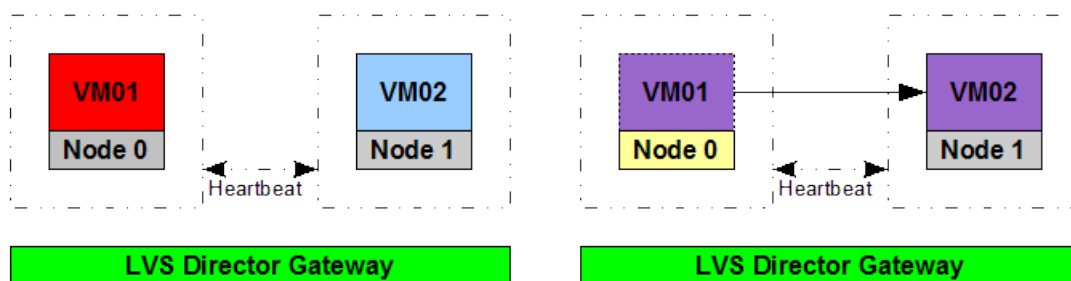 VM01
Node 0
VM02
Node 1
Heartbeat
LVS Director Gateway
VM01
Node 0
VM02
Node 1
Heartbeat
LVS Director Gateway